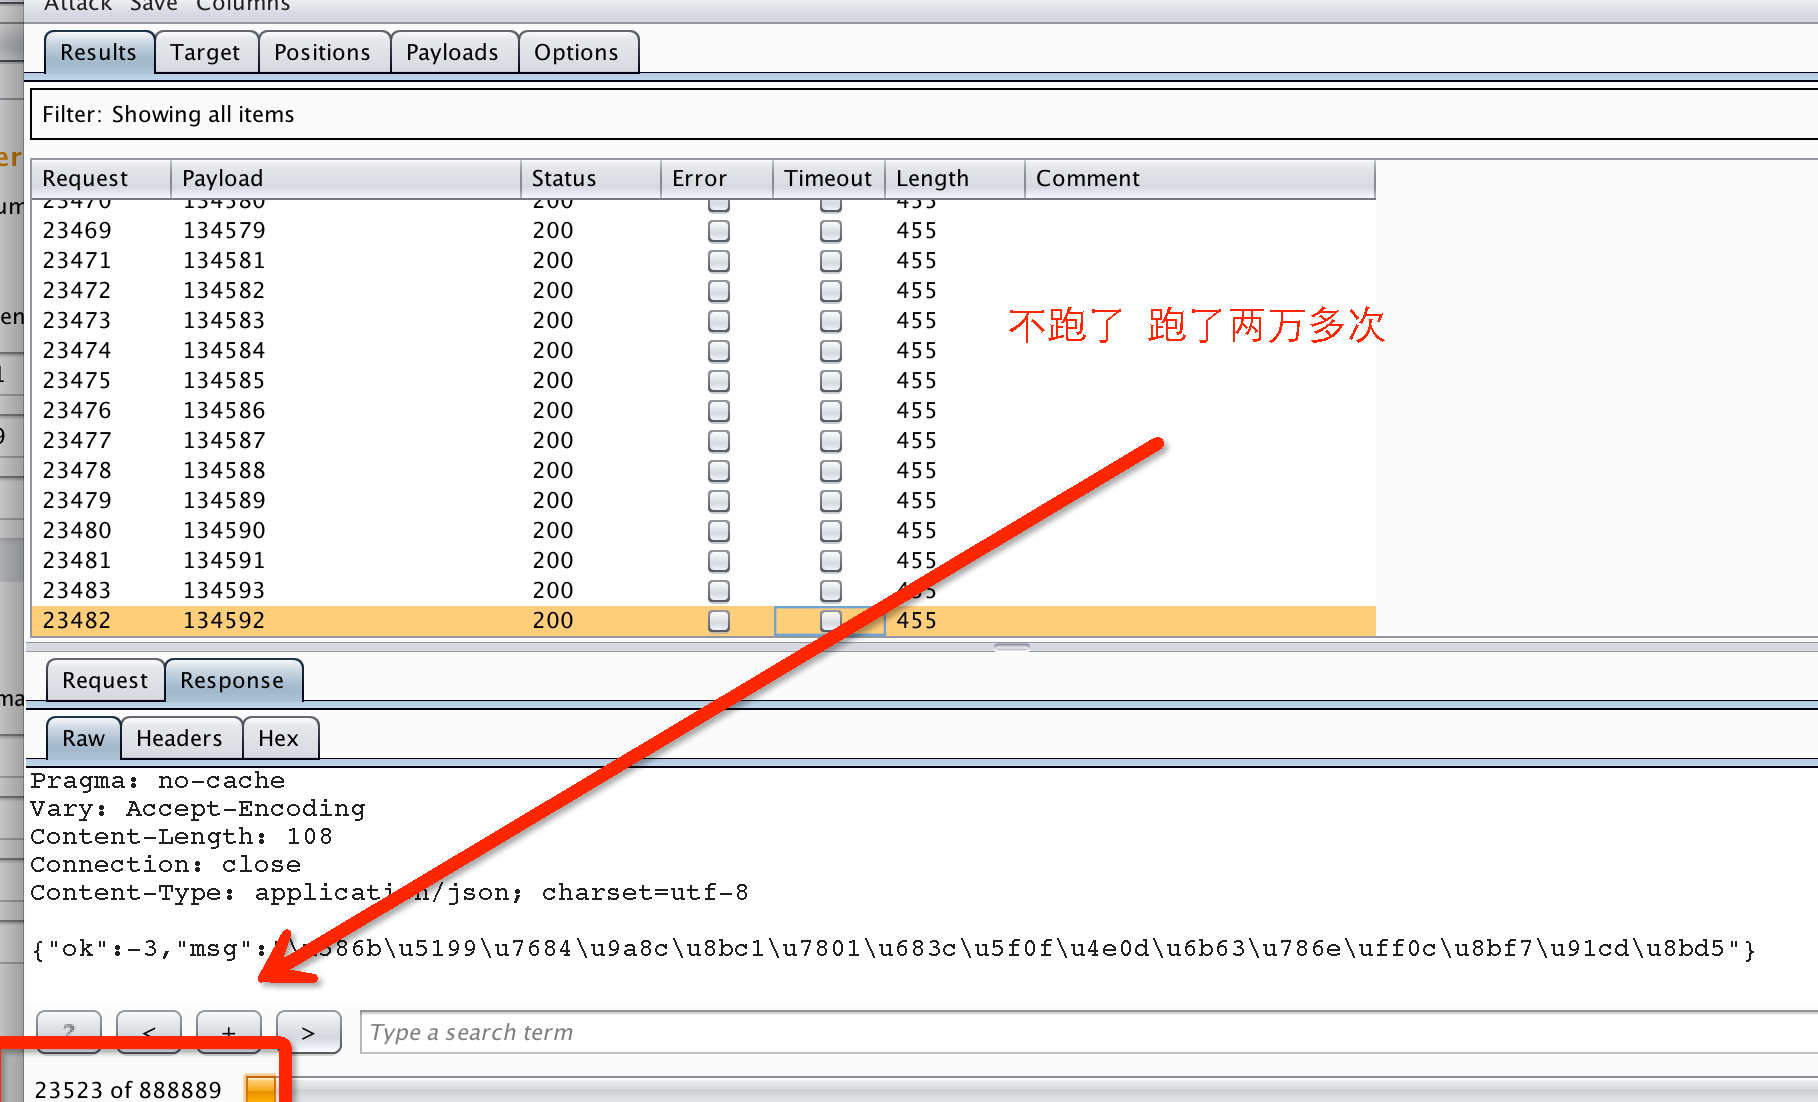 Attack Save Columns
Results Target Positions Payloads Options
Filter: Showing all items
Request Payload Status Error Timeout Length Comment
23470 134580 200 455
23469 134579 200 455
23471 134581 200 455
23472 134582 200 455
23473 134583 200 455
23474 134584 200 455
23475 134585 200 455
23476 134586 200 455
23477 134587 200 455
23478 134588 200 455
23479 134589 200 455
23480 134590 200 455
23481 134591 200 455
23483 134593 200 455
23482 134592 200 455
不跑了 跑了两万多次
Request Response
Raw Headers Hex
Pragma: no-cache
Vary: Accept-Encoding
Content-Length: 108
Connection: close
Content-Type: application/json; charset=utf-8
{"ok":-3,"msg":"\u586b\u5199\u7684\u9a8c\u8bc1\u7801\u683c\u5f0f\u4e0d\u6b63\u786e\uff0c\u8bf7\u91cd\u8bd5"}
? < + > Type a search term
23523 of 888889